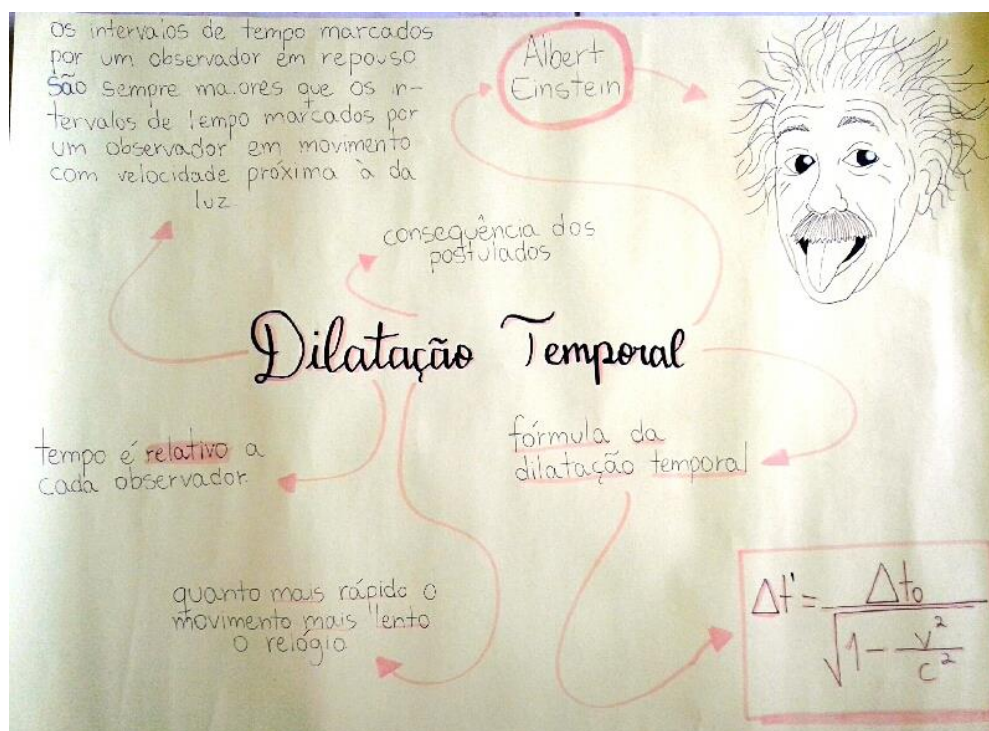 Os intervalos de tempo marcados
por um observador em repouso
São sempre maiores que os in-
tervalos de tempo marcados por
um observador em movimento
com velocidade próxima à da
luz
Albert
Einstein
consequência dos
postulados
Dilatação Temporal
tempo é relativo a
cada observador.
fórmula da
dilatação temporal
quanto mais rápido o
movimento mais lento
o relógio
Δt' = Δt₀ / √(1 - v²/c²)